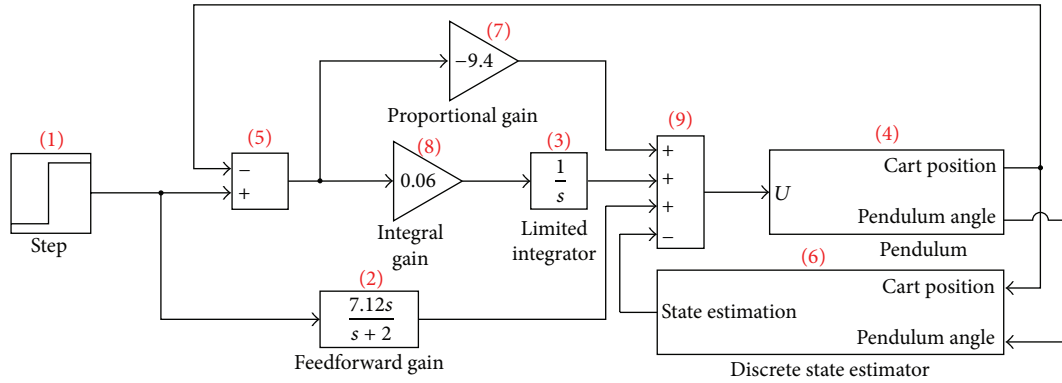 (7)
−9.4
Proportional gain
(1)
Step
(5)
−
+
(8)
0.06
Integral
gain
(3)
1
s
Limited
integrator
(2)
7.12s
s + 2
Feedforward gain
(9)
+
+
+
−
(4)
Cart position
U
Pendulum angle
Pendulum
(6)
Cart position
State estimation
Pendulum angle
Discrete state estimator